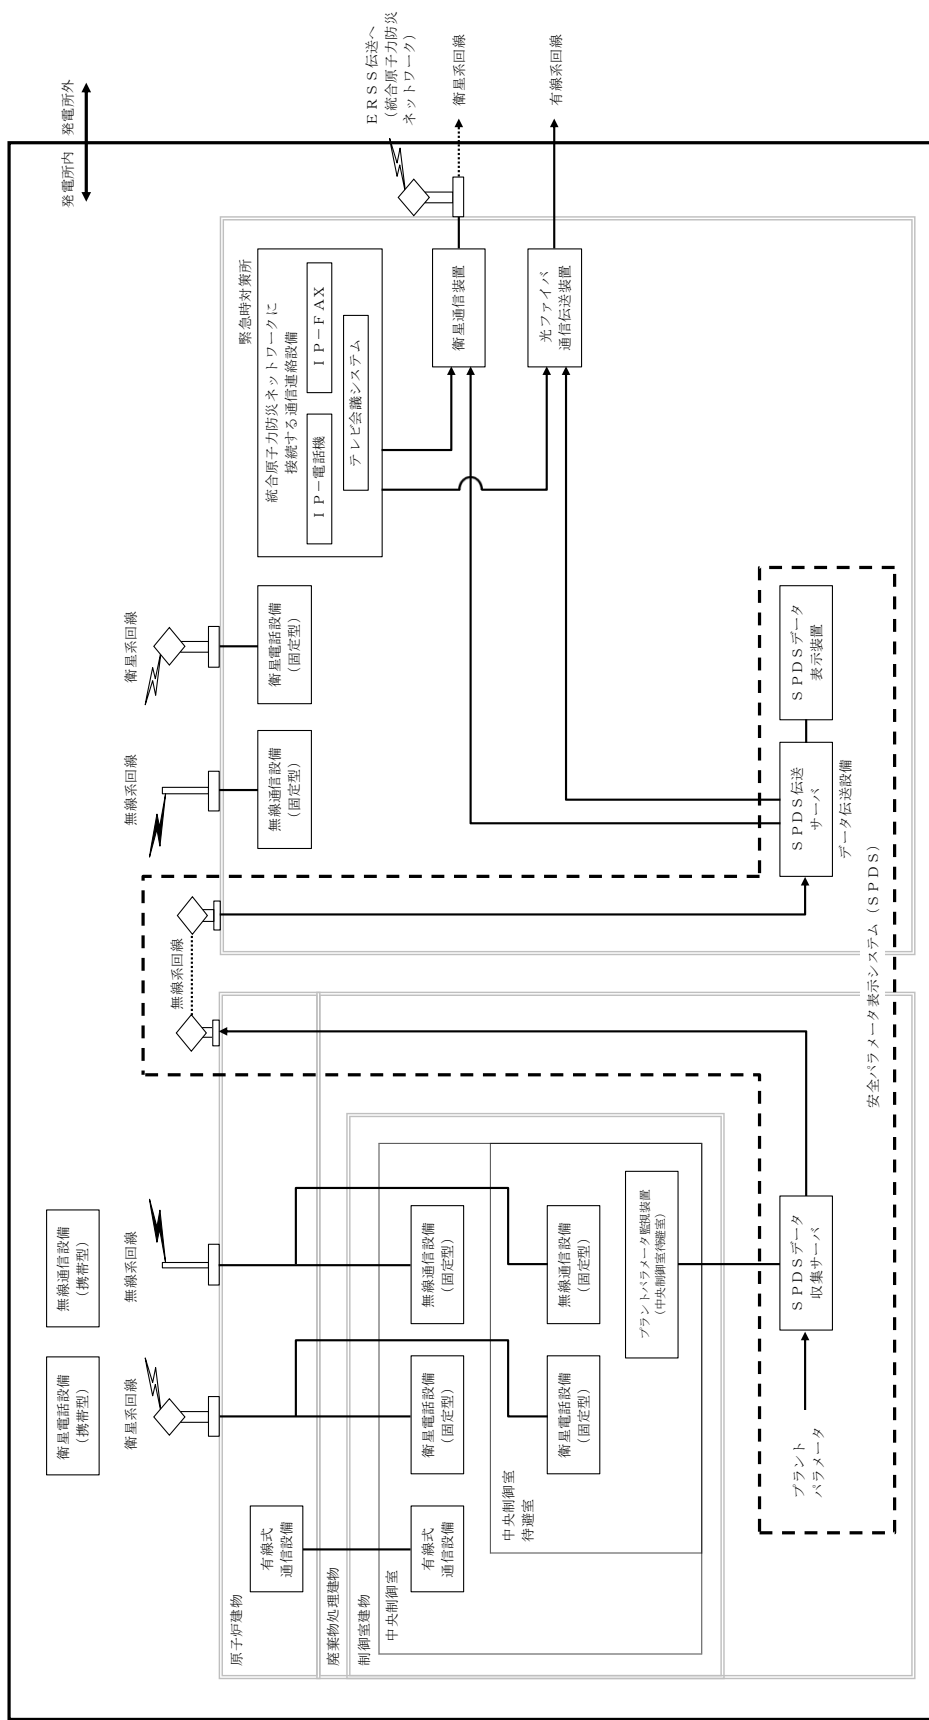 発電所内
発電所外
ＥＲＳＳ伝送へ
（統合原子力防災
ネットワーク）
衛星系回線
有線系回線
緊急時対策所
統合原子力防災ネットワークに
接続する通信連絡設備
ＩＰ－電話機
ＩＰ－ＦＡＸ
テレビ会議システム
衛星通信装置
光ファイバ
通信伝送装置
衛星系回線
衛星電話設備
（固定型）
無線系回線
無線通信設備
（固定型）
ＳＰＤＳデータ
表示装置
ＳＰＤＳ伝送
サーバ
データ伝送設備
安全パラメータ表示システム（ＳＰＤＳ）
無線系回線
無線通信設備
（携帯型）
無線系回線
衛星電話設備
（携帯型）
衛星系回線
無線通信設備
（固定型）
無線通信設備
（固定型）
プラントパラメータ監視装置
（中央制御室待避室）
衛星電話設備
（固定型）
衛星電話設備
（固定型）
ＳＰＤＳデータ
収集サーバ
プラント
パラメータ
有線式
通信設備
有線式
通信設備
原子炉建物
廃棄物処理建物
制御室建物
中央制御室
中央制御室
待避室